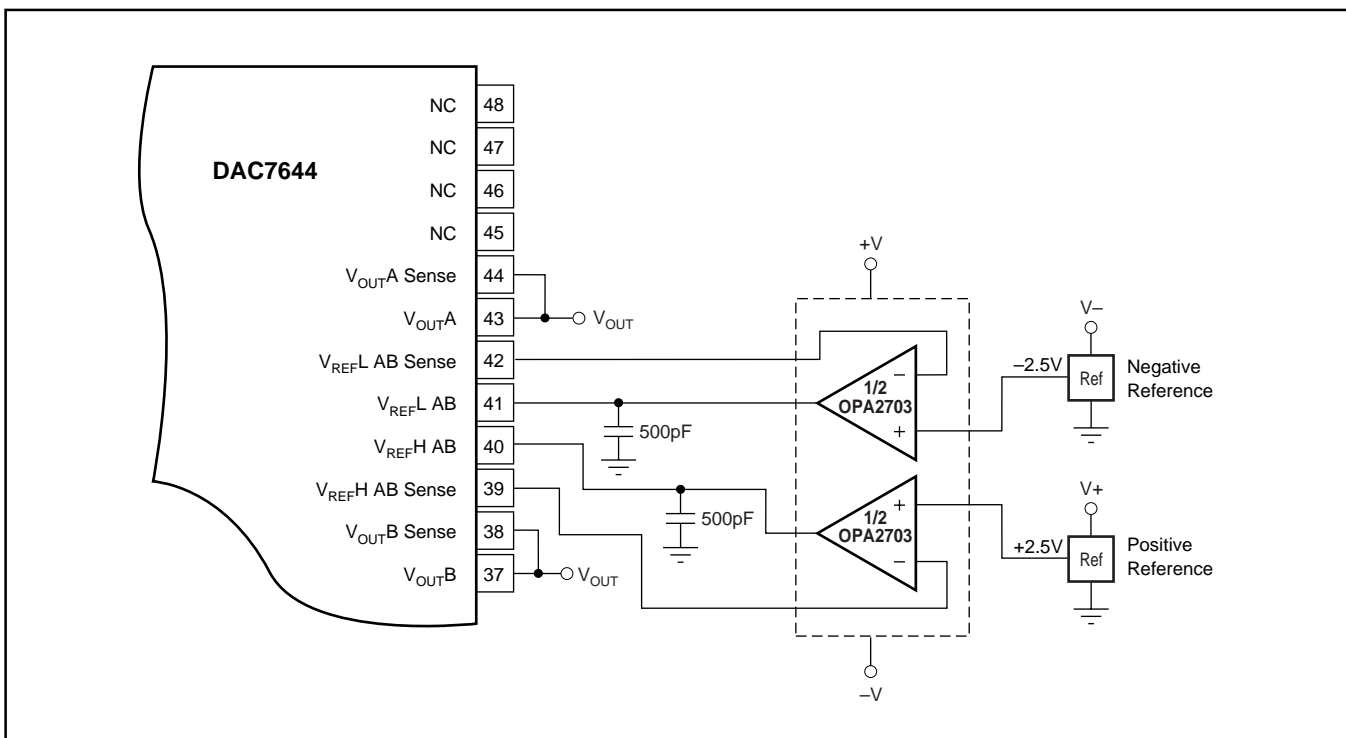 DAC7644
NC 48
NC 47
NC 46
NC 45
VOUTA Sense 44
VOUTA 43
VREFL AB Sense 42
VREFL AB 41
VREFH AB 40
VREFH AB Sense 39
VOUTB Sense 38
VOUTB 37
VOUT
VOUT
500pF
500pF
+V
–
1/2
OPA2703
+
+
1/2
OPA2703
–
–V
V–
–2.5V
Ref
Negative
Reference
V+
+2.5V
Ref
Positive
Reference